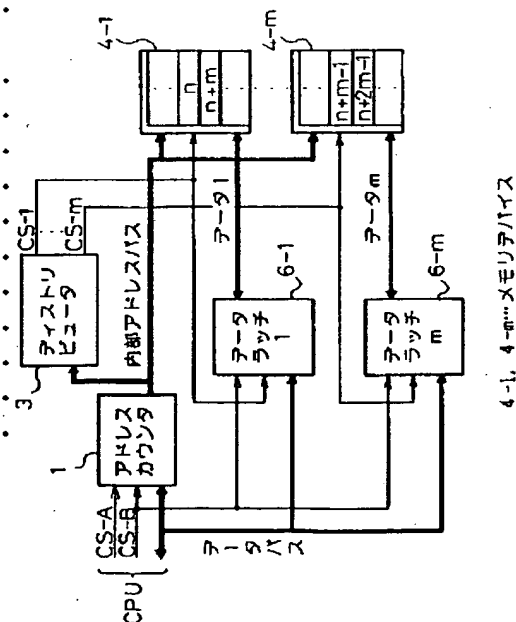 4-1
4-m
n
n+m
n+m-1
n+2m-1
CS-1
CS-m
ディストリ
ビュータ
3
内部アドレスバス
データ1
データm
6-1
6-m
データ
ラッチ
1
データ
ラッチ
m
1
アドレス
カウンタ
CS-A
CS-B
CPU
データバス
4-1, 4-m…メモリデバイス